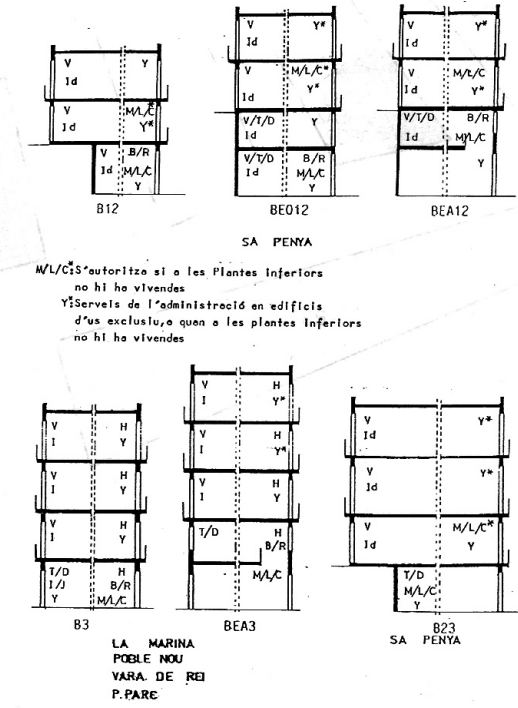 V Y
Id
V M/L/C*
Id Y*
V B/R
Id M/L/C
Y
B12
V Y*
Id
V M/L/C*
Id Y*
V/T/D Y
Id
V/T/D B/R
Id M/L/C
Y
BE012
V Y*
Id
V M/L/C
Id Y*
V/T/D B/R
Id M/L/C
Y
BEA12
SA PENYA
M/L/C*:S'autoritza si a les Plantes inferiors
no hi ha vivendes
Y*:Serveis de l'administració en edificis
d'us exclusiu,o quan a les plantes inferiors
no hi ha vivendes
V H
I Y
V H
I Y
V H
I Y
T/D H
I/J B/R
Y M/L/C
B3
V H
I Y*
V H
I Y*
V H
I Y
T/D H
B/R
M/L/C
BEA3
V Y*
Id
V Y*
Id
V M/L/C*
Id Y
T/D
M/L/C
Y
B23
SA PENYA
LA MARINA
POBLE NOU
VARA. DE REI
P.PARE